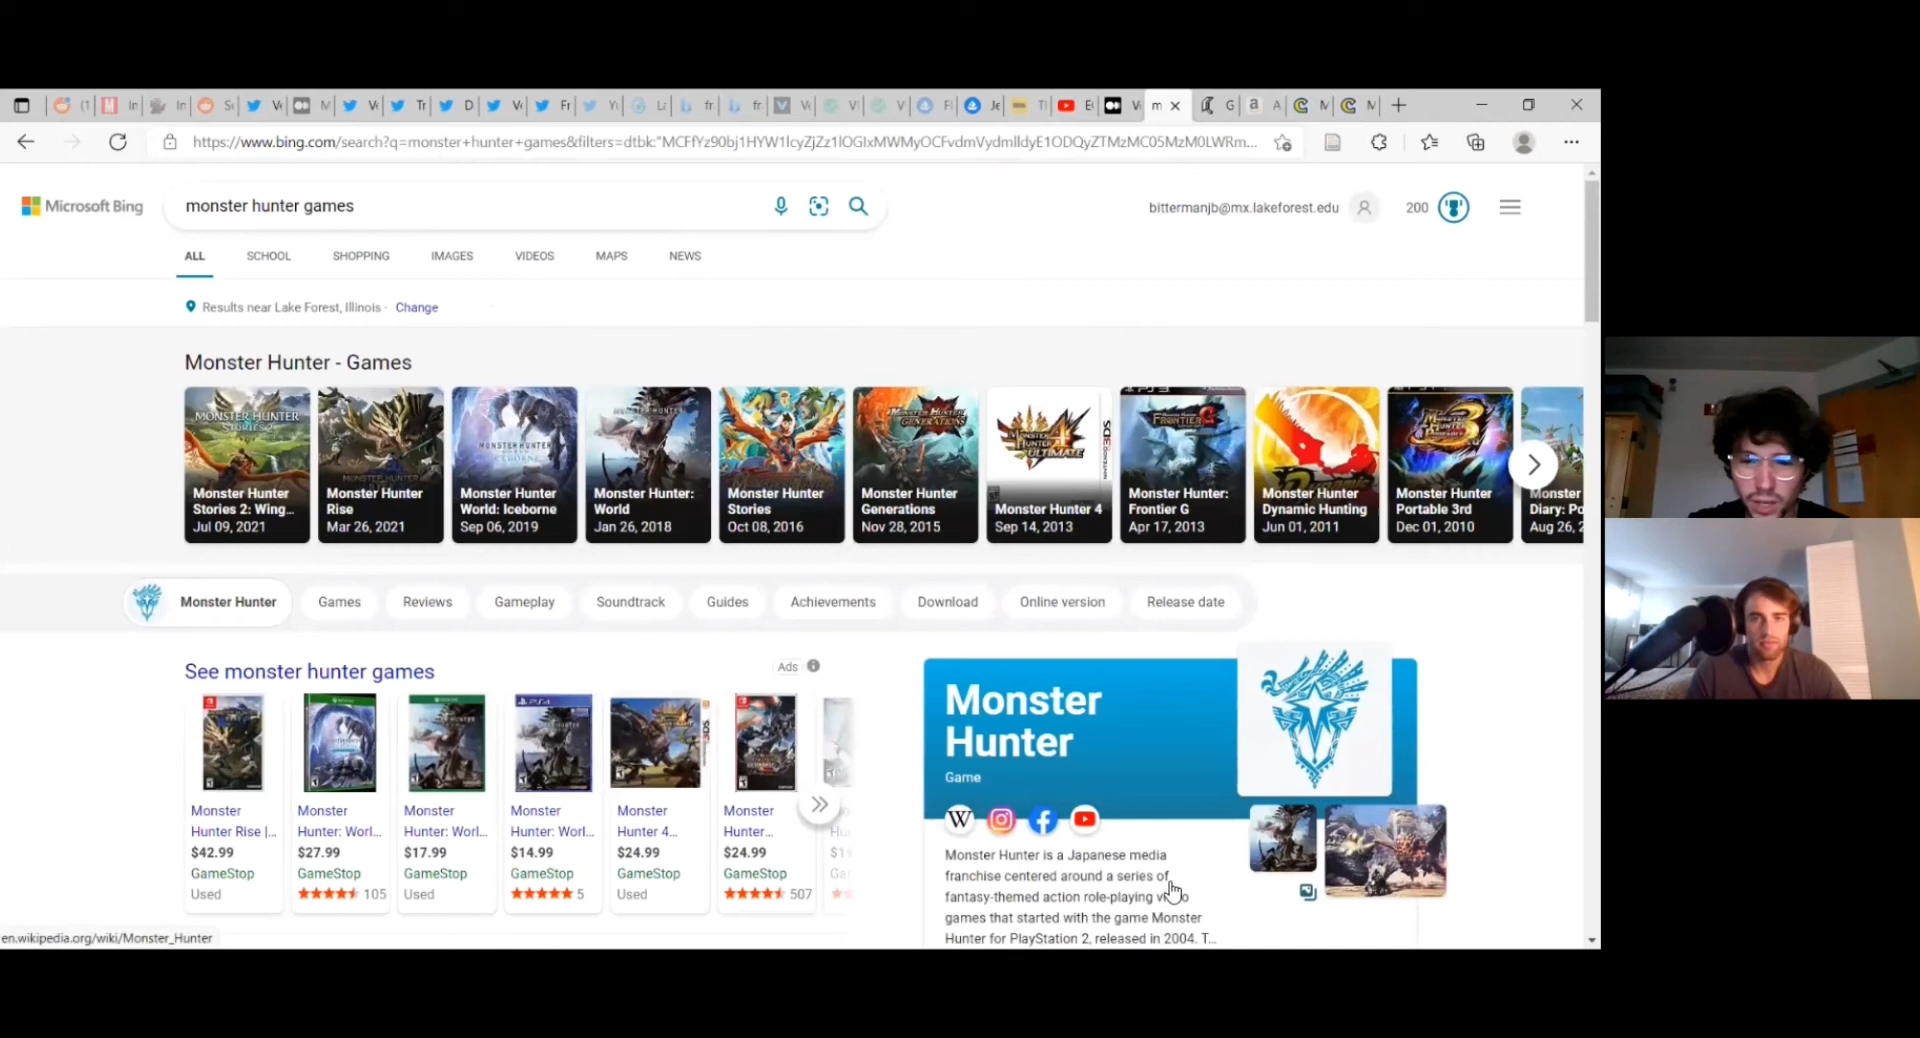 https://www.bing.com/search?q=monster+hunter+games&filters=dtbk:"MCFfYz90bj1HYW1lcyZjZz1lOGIxMWMyOCFvdmVydmlldyE1ODQyZTMzMC05MzM0LWRm...
Microsoft Bing
monster hunter games
bittermanjb@mx.lakeforest.edu
200
ALL SCHOOL SHOPPING IMAGES VIDEOS MAPS NEWS
Results near Lake Forest, Illinois · Change
Monster Hunter - Games
Monster Hunter Stories 2: Wing...
Jul 09, 2021
Monster Hunter Rise
Mar 26, 2021
Monster Hunter World: Iceborne
Sep 06, 2019
Monster Hunter: World
Jan 26, 2018
Monster Hunter Stories
Oct 08, 2016
Monster Hunter Generations
Nov 28, 2015
Monster Hunter 4
Sep 14, 2013
Monster Hunter: Frontier G
Apr 17, 2013
Monster Hunter Dynamic Hunting
Jun 01, 2011
Monster Hunter Portable 3rd
Dec 01, 2010
Monster Diary: Po
Aug 26, 2
Monster Hunter Games Reviews Gameplay Soundtrack Guides Achievements Download Online version Release date
See monster hunter games
Ads
Monster Hunter Rise |...
$42.99
GameStop
Used
Monster Hunter: Worl...
$27.99
GameStop
105
Monster Hunter: Worl...
$17.99
GameStop
Used
Monster Hunter: Worl...
$14.99
GameStop
5
Monster Hunter 4...
$24.99
GameStop
Used
Monster Hunter...
$24.99
GameStop
507
Monster
Hunter
Game
Monster Hunter is a Japanese media
franchise centered around a series of
fantasy-themed action role-playing
games that started with the game Monster
Hunter for PlayStation 2, released in 2004. T...
en.wikipedia.org/wiki/Monster_Hunter